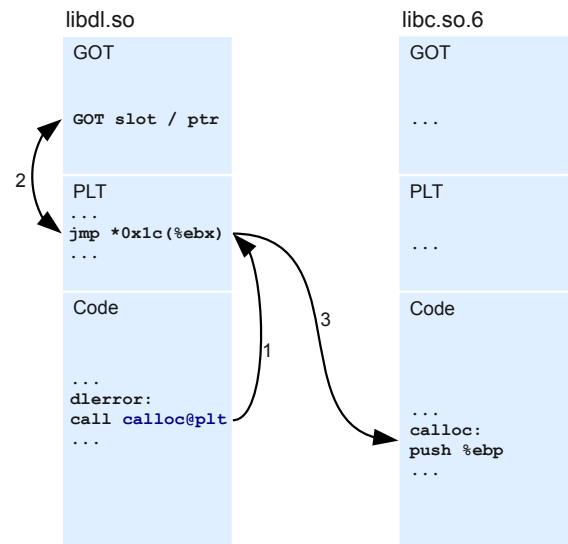 libdl.so
GOT
GOT slot / ptr
2
PLT
...
jmp *0x1c(%ebx)
...
Code
3
1
...
dlerror:
call calloc@plt
...
libc.so.6
GOT
...
PLT
...
Code
...
calloc:
push %ebp
...